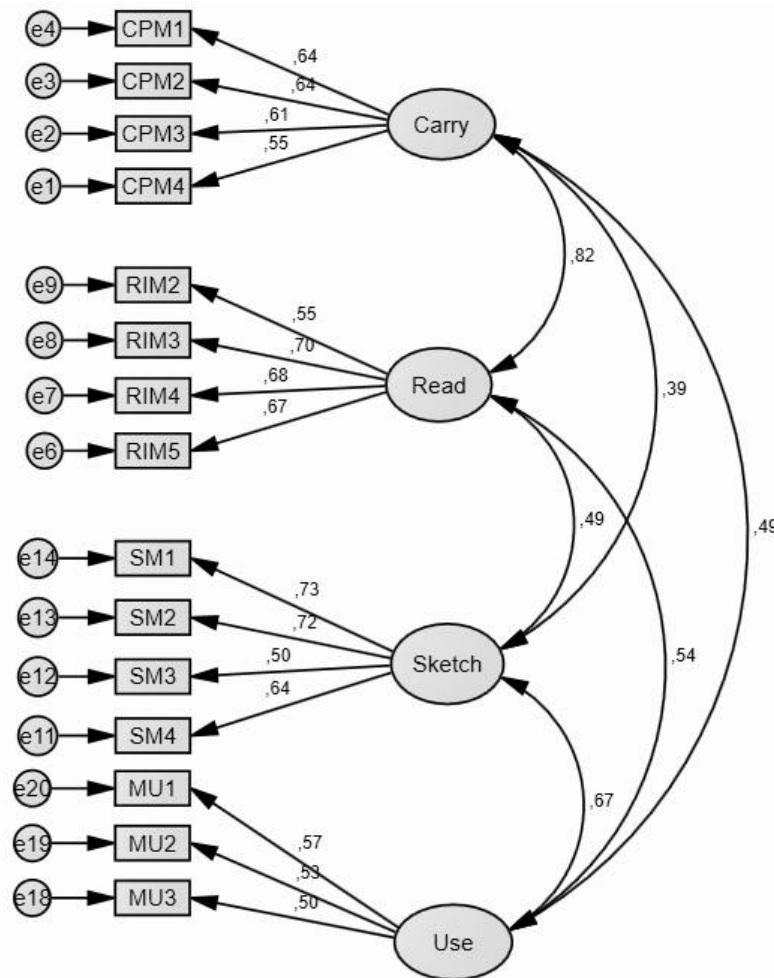 e4 CPM1
,64
e3 CPM2
,64
Carry
e2 CPM3
,61
e1 CPM4
,55
,82
e9 RIM2
,55
e8 RIM3
,70
Read
,39
e7 RIM4
,68
e6 RIM5
,67
,49
,49
e14 SM1
,73
e13 SM2
,72
Sketch
,54
e12 SM3
,50
e11 SM4
,64
e20 MU1
,67
,57
e19 MU2
,53
e18 MU3
,50
Use